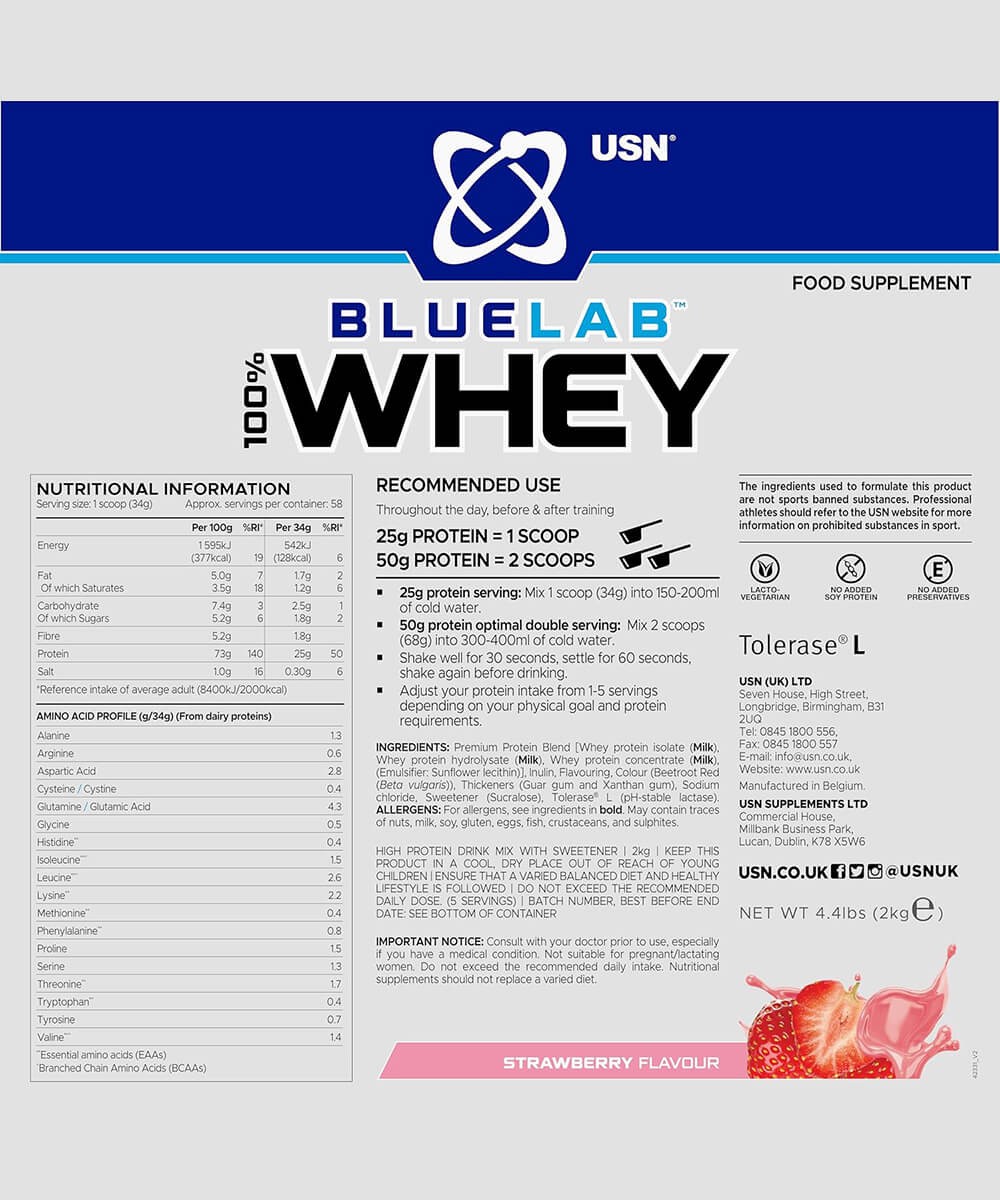 USN®
FOOD SUPPLEMENT
BLUELAB™
100% WHEY
NUTRITIONAL INFORMATION
Serving size: 1 scoop (34g) Approx. servings per container: 58
Per 100g %RI* Per 34g %RI*
Energy 1 595kJ 542kJ
(377kcal) 19 (128kcal) 6
Fat 5.0g 7 1.7g 2
Of which Saturates 3.5g 18 1.2g 6
Carbohydrate 7.4g 3 2.5g 1
Of which Sugars 5.2g 6 1.8g 2
Fibre 5.2g 1.8g
Protein 73g 140 25g 50
Salt 1.0g 16 0.30g 6
*Reference intake of average adult (8400kJ/2000kcal)
AMINO ACID PROFILE (g/34g) (From dairy proteins)
Alanine 1.3
Arginine 0.6
Aspartic Acid 2.8
Cysteine / Cystine 0.4
Glutamine / Glutamic Acid 4.3
Glycine 0.5
Histidine** 0.4
Isoleucine*** 1.5
Leucine*** 2.6
Lysine** 2.2
Methionine** 0.4
Phenylalanine** 0.8
Proline 1.5
Serine 1.3
Threonine** 1.7
Tryptophan** 0.4
Tyrosine 0.7
Valine*** 1.4
**Essential amino acids (EAAs)
*Branched Chain Amino Acids (BCAAs)
RECOMMENDED USE
Throughout the day, before & after training
25g PROTEIN = 1 SCOOP
50g PROTEIN = 2 SCOOPS
▪ 25g protein serving: Mix 1 scoop (34g) into 150-200ml
of cold water.
▪ 50g protein optimal double serving: Mix 2 scoops
(68g) into 300-400ml of cold water.
▪ Shake well for 30 seconds, settle for 60 seconds,
shake again before drinking.
▪ Adjust your protein intake from 1-5 servings
depending on your physical goal and protein
requirements.
INGREDIENTS: Premium Protein Blend [Whey protein isolate (Milk),
Whey protein hydrolysate (Milk), Whey protein concentrate (Milk),
(Emulsifier: Sunflower lecithin)], Inulin, Flavouring, Colour (Beetroot Red
(Beta vulgaris)), Thickeners (Guar gum and Xanthan gum), Sodium
chloride, Sweetener (Sucralose), Tolerase® L (pH-stable lactase).
ALLERGENS: For allergens, see ingredients in bold. May contain traces
of nuts, milk, soy, gluten, eggs, fish, crustaceans, and sulphites.
HIGH PROTEIN DRINK MIX WITH SWEETENER | 2kg | KEEP THIS
PRODUCT IN A COOL, DRY PLACE OUT OF REACH OF YOUNG
CHILDREN | ENSURE THAT A VARIED BALANCED DIET AND HEALTHY
LIFESTYLE IS FOLLOWED | DO NOT EXCEED THE RECOMMENDED
DAILY DOSE. (5 SERVINGS) | BATCH NUMBER, BEST BEFORE END
DATE: SEE BOTTOM OF CONTAINER
IMPORTANT NOTICE: Consult with your doctor prior to use, especially
if you have a medical condition. Not suitable for pregnant/lactating
women. Do not exceed the recommended daily intake. Nutritional
supplements should not replace a varied diet.
STRAWBERRY FLAVOUR
The ingredients used to formulate this product
are not sports banned substances. Professional
athletes should refer to the USN website for more
information on prohibited substances in sport.
LACTO-
VEGETARIAN
NO ADDED
SOY PROTEIN
E
NO ADDED
PRESERVATIVES
Tolerase® L
USN (UK) LTD
Seven House, High Street,
Longbridge, Birmingham, B31
2UQ
Tel: 0845 1800 556,
Fax: 0845 1800 557
E-mail: info@usn.co.uk,
Website: www.usn.co.uk
Manufactured in Belgium.
USN SUPPLEMENTS LTD
Commercial House,
Millbank Business Park,
Lucan, Dublin, K78 X5W6
USN.CO.UK @USNUK
NET WT 4.4lbs (2kg ℮)
42331_V2